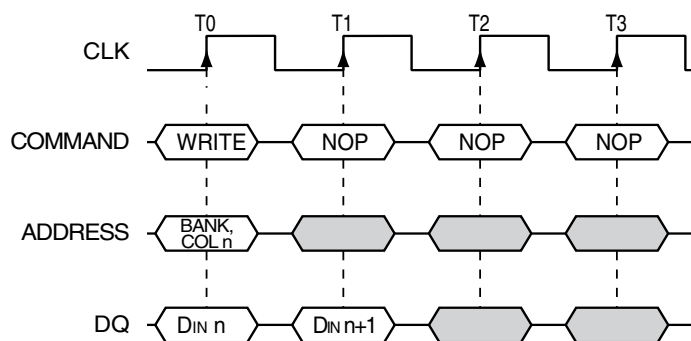 T0 T1 T2 T3
CLK
COMMAND WRITE NOP NOP NOP
ADDRESS BANK,
COL n
DQ DIN n DIN n+1